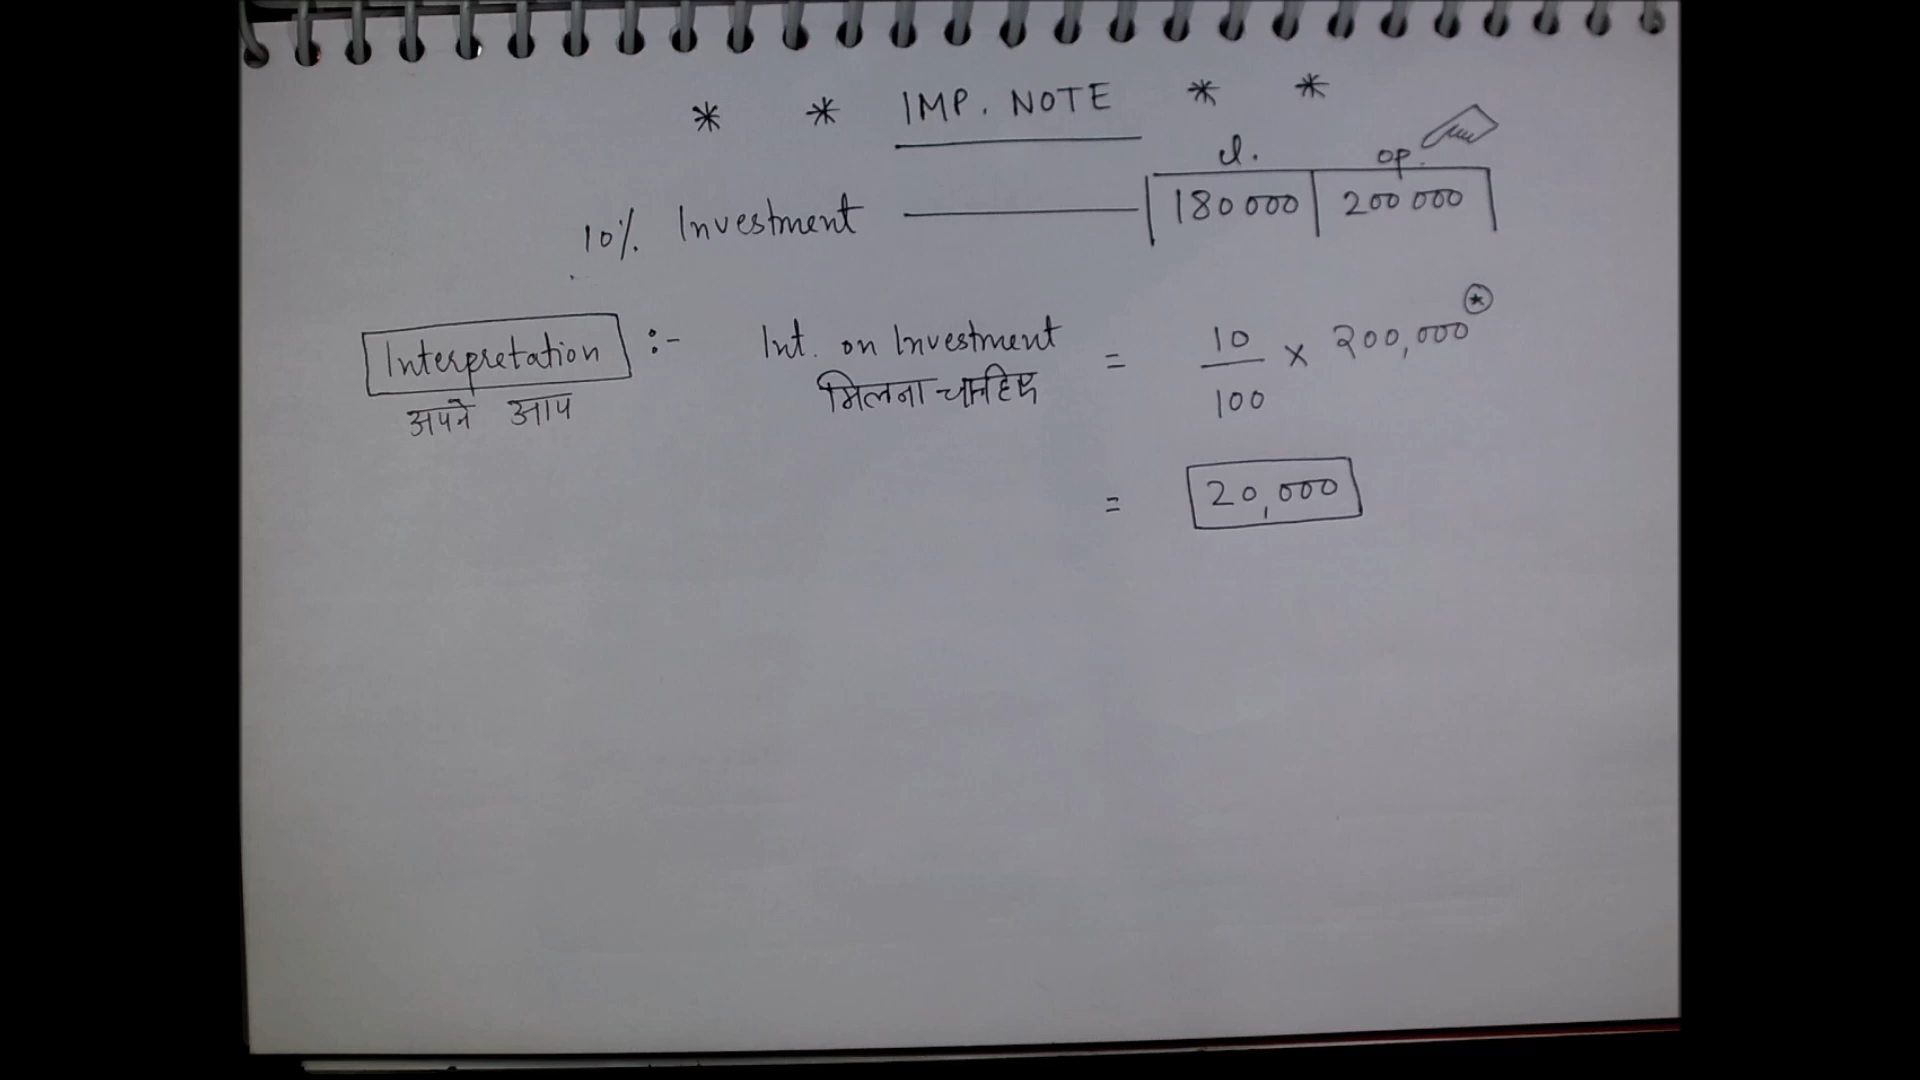 * * IMP. NOTE * *
cl. op.
10% Investment 180000 200000
Interpretation :- Int. on Investment = 10/100 × 200,000 *
अपने आप मिलना चाहिए
= 20,000